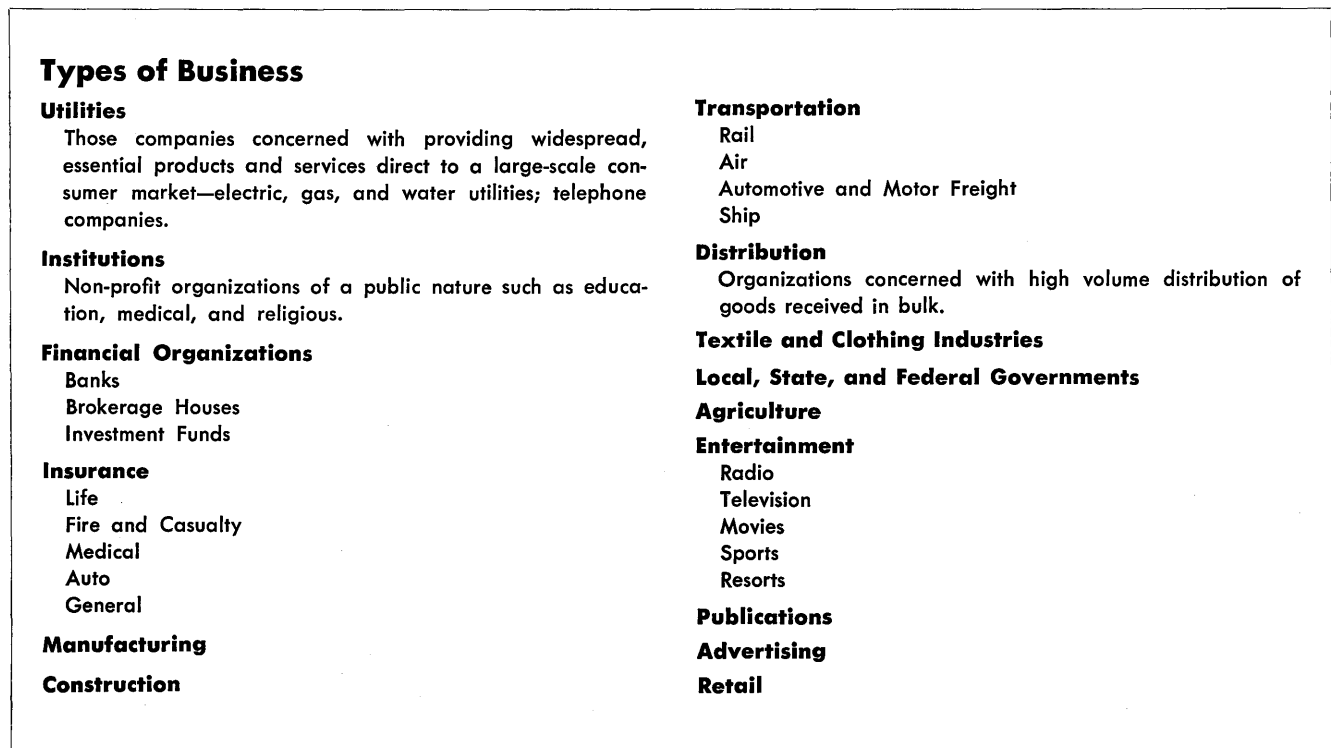 Types of Business
Utilities
Those companies concerned with providing widespread,
essential products and services direct to a large-scale con-
sumer market—electric, gas, and water utilities; telephone
companies.
Institutions
Non-profit organizations of a public nature such as educa-
tion, medical, and religious.
Financial Organizations
Banks
Brokerage Houses
Investment Funds
Insurance
Life
Fire and Casualty
Medical
Auto
General
Manufacturing
Construction
Transportation
Rail
Air
Automotive and Motor Freight
Ship
Distribution
Organizations concerned with high volume distribution of
goods received in bulk.
Textile and Clothing Industries
Local, State, and Federal Governments
Agriculture
Entertainment
Radio
Television
Movies
Sports
Resorts
Publications
Advertising
Retail